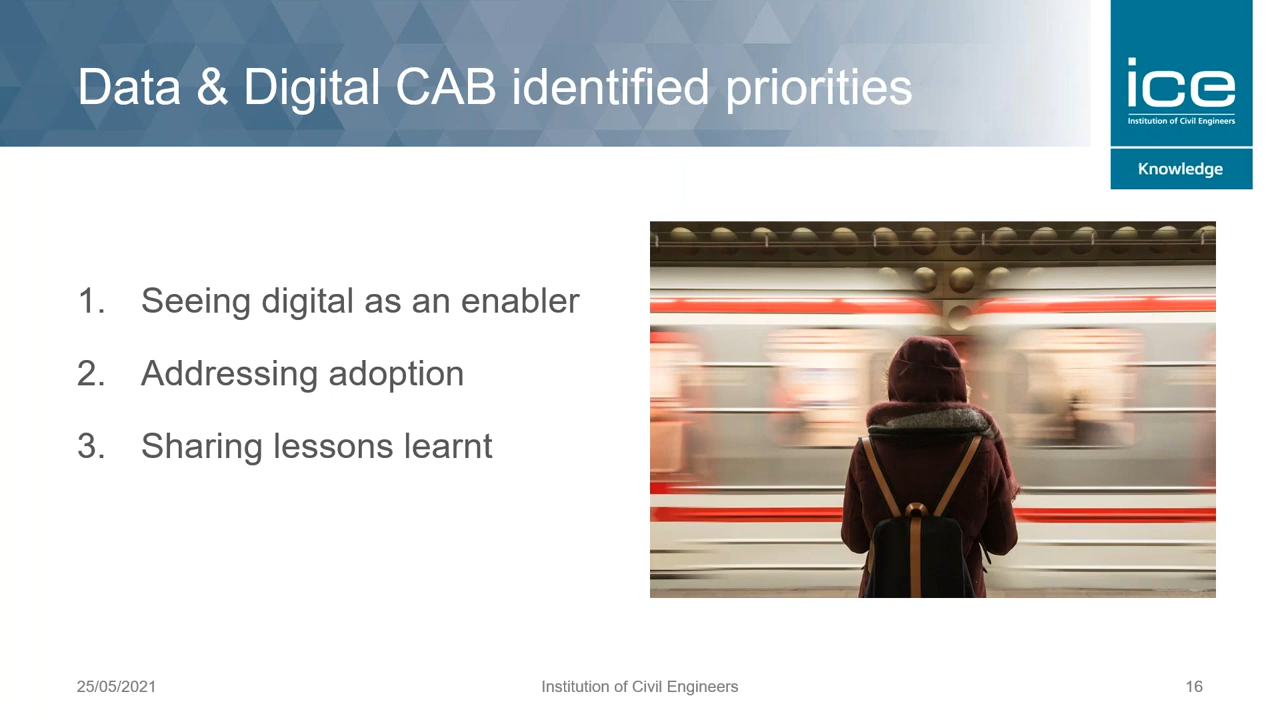 Data & Digital CAB identified priorities
ice
Institution of Civil Engineers
Knowledge
1. Seeing digital as an enabler
2. Addressing adoption
3. Sharing lessons learnt
25/05/2021
Institution of Civil Engineers
16